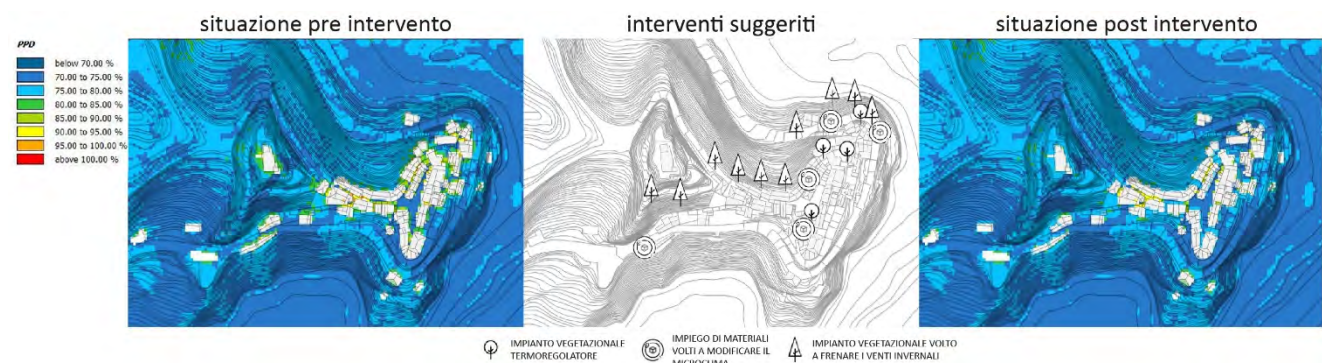 situazione pre intervento
interventi suggeriti
situazione post intervento
PPD
below 70.00 %
70.00 to 75.00 %
75.00 to 80.00 %
80.00 to 85.00 %
85.00 to 90.00 %
90.00 to 95.00 %
95.00 to 100.00 %
above 100.00 %
IMPIANTO VEGETAZIONALE
TERMOREGOLATORE
IMPIEGO DI MATERIALI
VOLTI A MODIFICARE IL
MICROCLIMA
IMPIANTO VEGETAZIONALE VOLTO
A FRENARE I VENTI INVERNALI